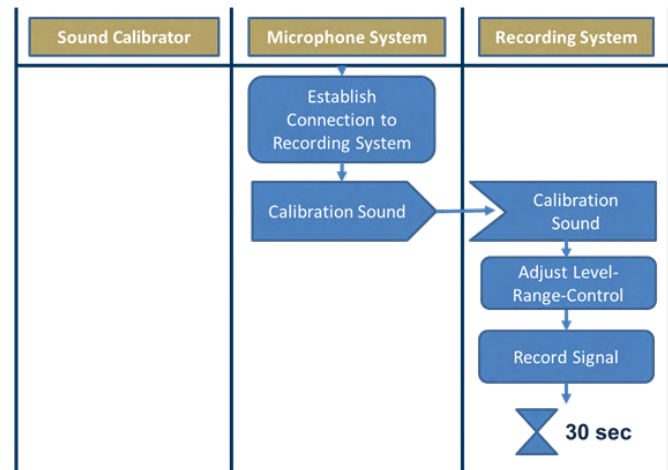 Sound Calibrator
Microphone System
Recording System
Establish
Connection to
Recording System
Calibration Sound
Calibration
Sound
Adjust Level-
Range-Control
Record Signal
30 sec